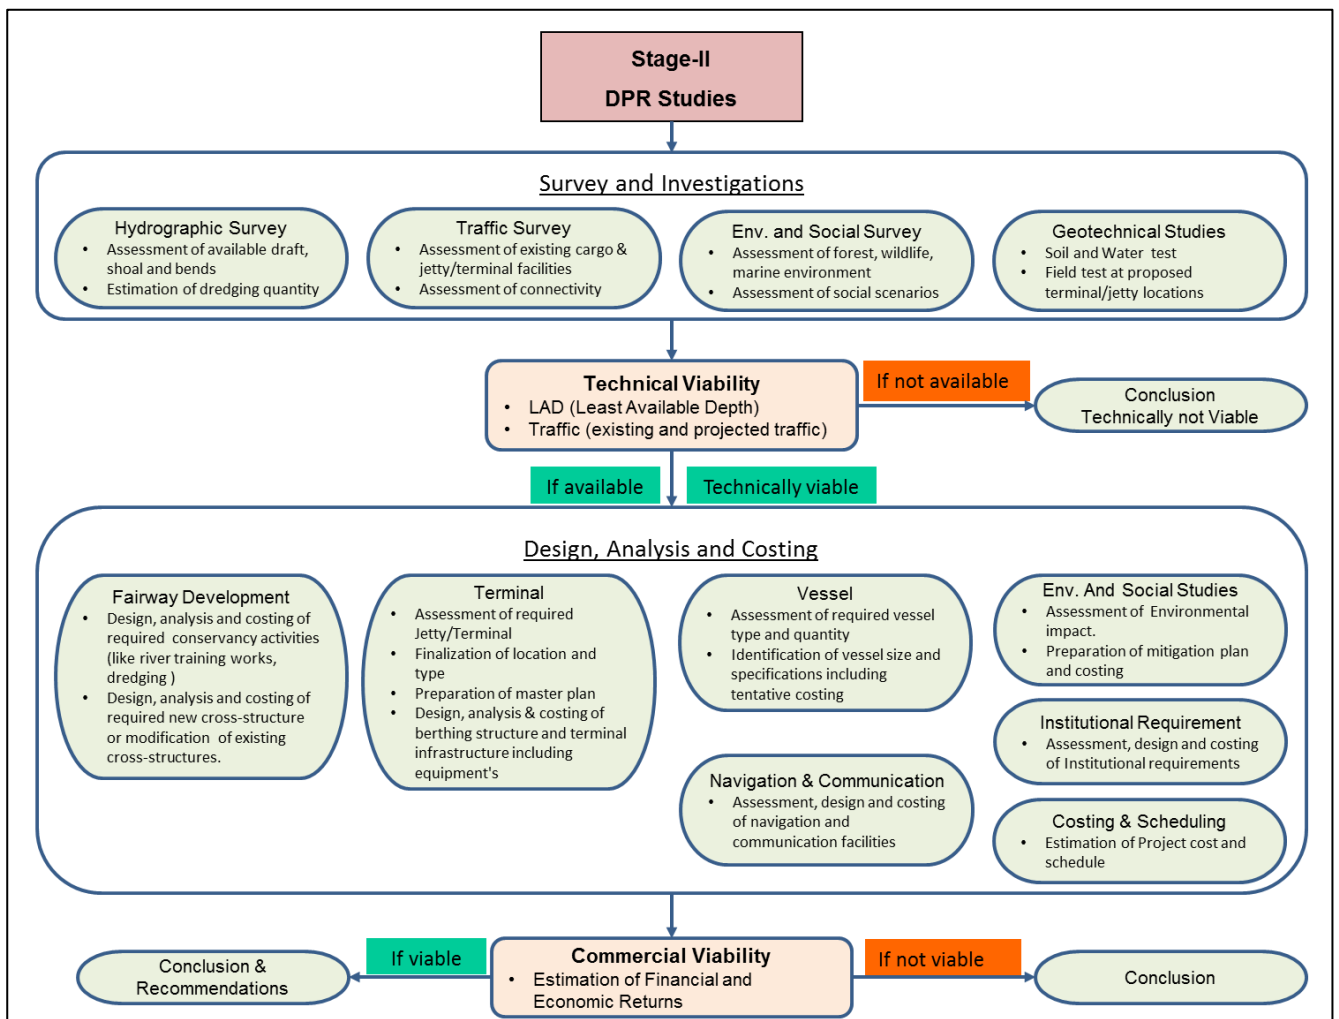 Stage-II
DPR Studies
Survey and Investigations
Hydrographic Survey
• Assessment of available draft,
shoal and bends
• Estimation of dredging quantity
Traffic Survey
• Assessment of existing cargo &
jetty/terminal facilities
• Assessment of connectivity
Env. and Social Survey
• Assessment of forest, wildlife,
marine environment
• Assessment of social scenarios
Geotechnical Studies
• Soil and Water test
• Field test at proposed
terminal/jetty locations
Technical Viability
• LAD (Least Available Depth)
• Traffic (existing and projected traffic)
If not available
Conclusion
Technically not Viable
If available
Technically viable
Design, Analysis and Costing
Fairway Development
• Design, analysis and costing of
required conservancy activities
(like river training works,
dredging )
• Design, analysis and costing of
required new cross-structure
or modification of existing
cross-structures.
Terminal
• Assessment of required
Jetty/Terminal
• Finalization of location and
type
• Preparation of master plan
• Design, analysis & costing of
berthing structure and terminal
infrastructure including
equipment's
Vessel
• Assessment of required vessel
type and quantity
• Identification of vessel size and
specifications including
tentative costing
Navigation & Communication
• Assessment, design and costing
of navigation and
communication facilities
Env. And Social Studies
• Assessment of Environmental
impact.
• Preparation of mitigation plan
and costing
Institutional Requirement
• Assessment, design and costing
of Institutional requirements
Costing & Scheduling
• Estimation of Project cost and
schedule
Commercial Viability
• Estimation of Financial and
Economic Returns
If viable
Conclusion &
Recommendations
If not viable
Conclusion